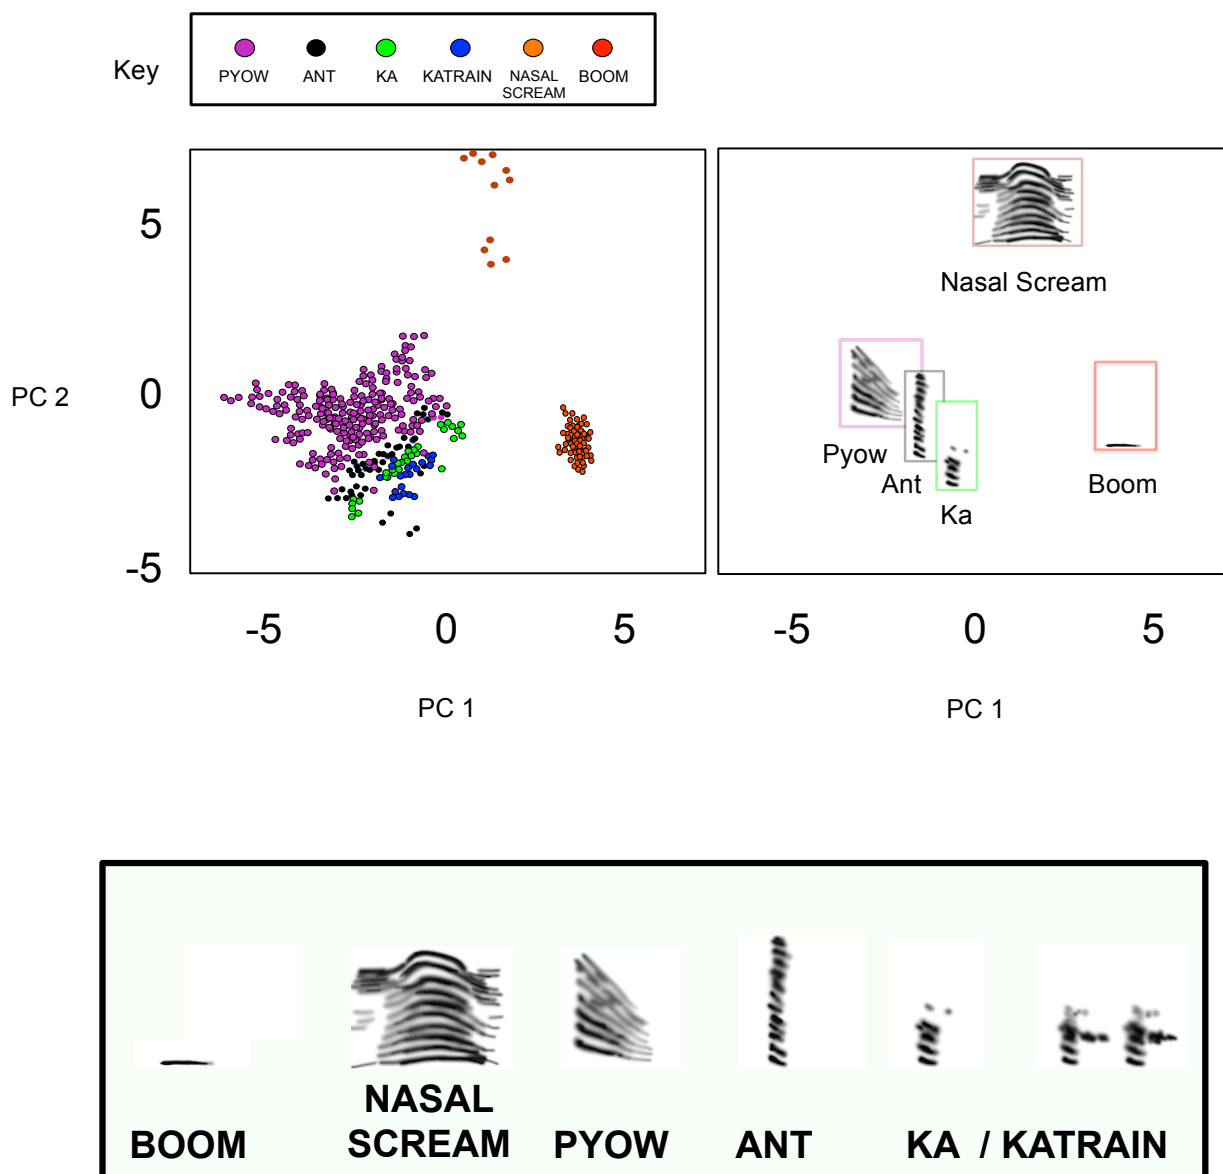 Key
PYOW ANT KA KATRAIN NASAL SCREAM BOOM
5
0
-5
PC 2
-5 0 5
PC 1
Nasal Scream
Pyow
Ant
Ka
Boom
-5 0 5
PC 1
BOOM
NASAL
SCREAM
PYOW
ANT
KA / KATRAIN